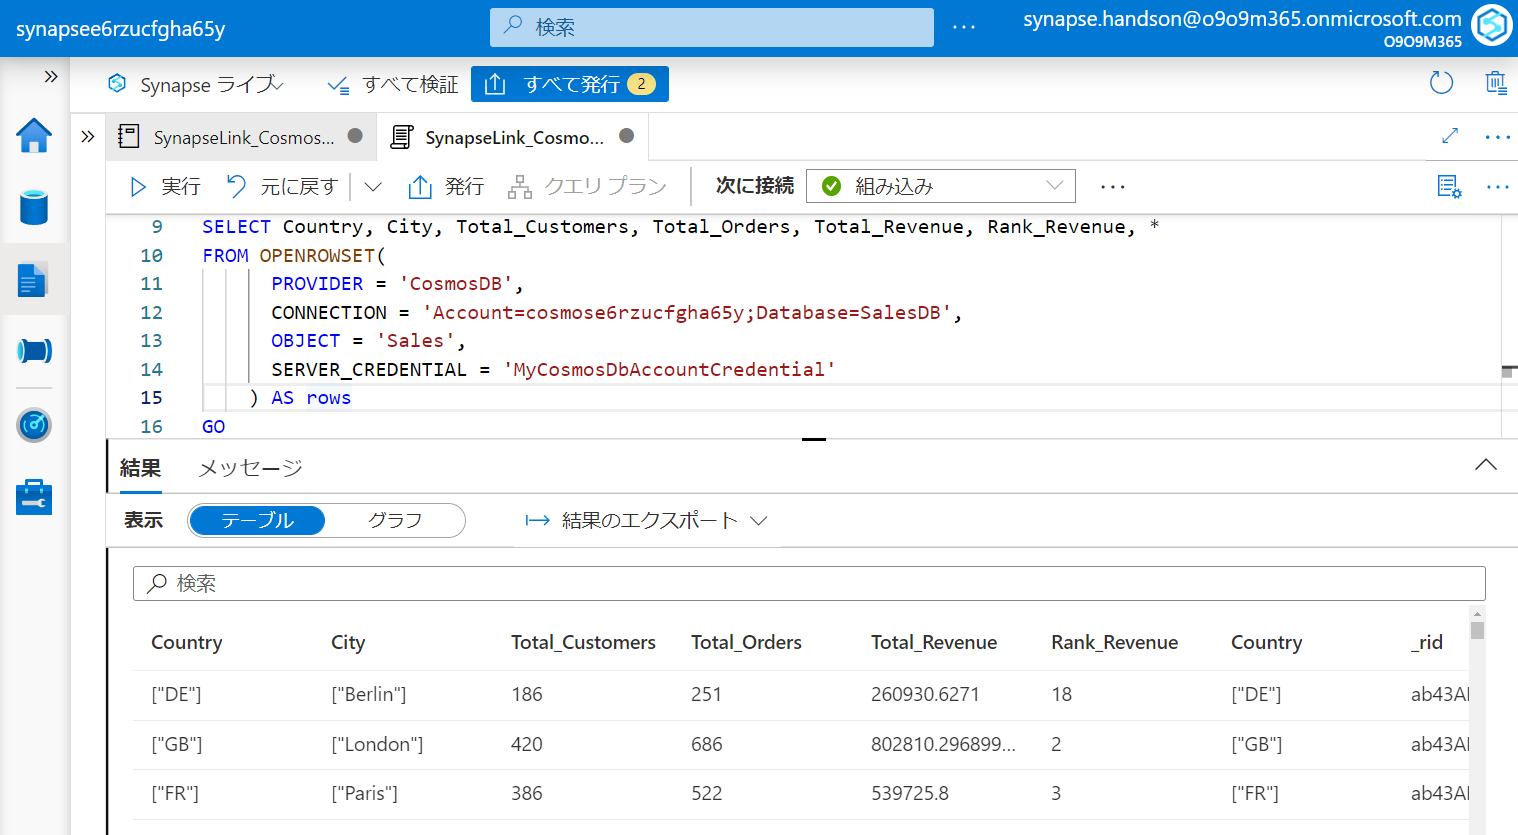 synapsee6rzucfgha65y
検索
synapse.handson@o9o9m365.onmicrosoft.com
O9O9M365
Synapse ライブ
すべて検証
すべて発行 2
SynapseLink_Cosmos...
SynapseLink_Cosmo...
実行
元に戻す
発行
クエリ プラン
次に接続
組み込み
9 SELECT Country, City, Total_Customers, Total_Orders, Total_Revenue, Rank_Revenue, *
10 FROM OPENROWSET(
11 PROVIDER = 'CosmosDB',
12 CONNECTION = 'Account=cosmose6rzucfgha65y;Database=SalesDB',
13 OBJECT = 'Sales',
14 SERVER_CREDENTIAL = 'MyCosmosDbAccountCredential'
15 ) AS rows
16 GO
結果 メッセージ
表示 テーブル グラフ 結果のエクスポート
検索
Country City Total_Customers Total_Orders Total_Revenue Rank_Revenue Country _rid
["DE"] ["Berlin"] 186 251 260930.6271 18 ["DE"] ab43A
["GB"] ["London"] 420 686 802810.296899... 2 ["GB"] ab43A
["FR"] ["Paris"] 386 522 539725.8 3 ["FR"] ab43A